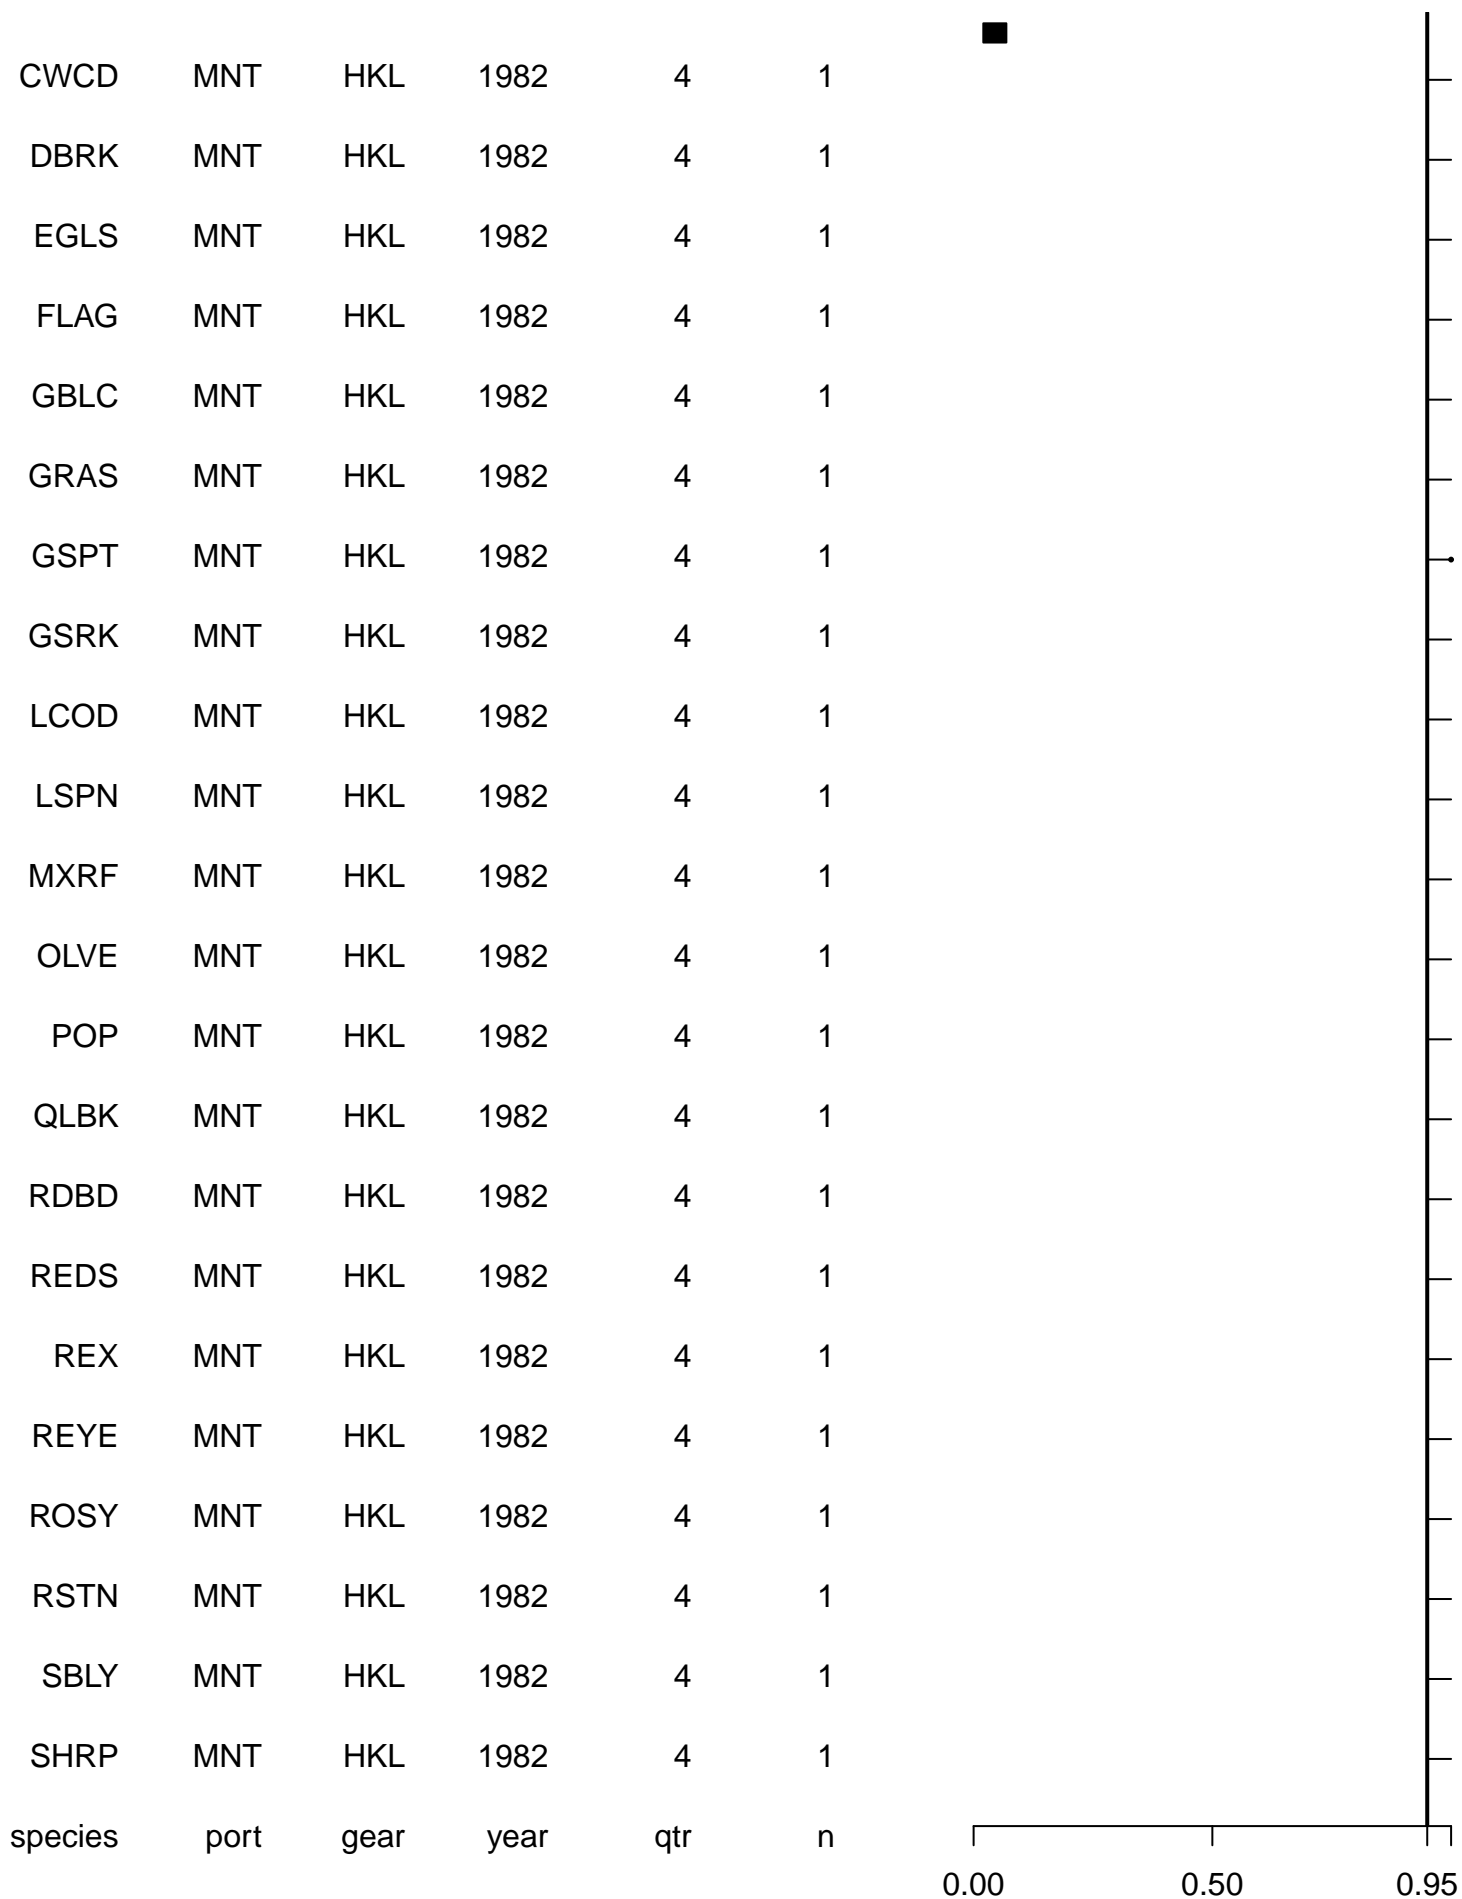 CWCD MNT HKL 1982 4 1
DBRK MNT HKL 1982 4 1
EGLS MNT HKL 1982 4 1
FLAG MNT HKL 1982 4 1
GBLC MNT HKL 1982 4 1
GRAS MNT HKL 1982 4 1
GSPT MNT HKL 1982 4 1
GSRK MNT HKL 1982 4 1
LCOD MNT HKL 1982 4 1
LSPN MNT HKL 1982 4 1
MXRF MNT HKL 1982 4 1
OLVE MNT HKL 1982 4 1
POP MNT HKL 1982 4 1
QLBK MNT HKL 1982 4 1
RDBD MNT HKL 1982 4 1
REDS MNT HKL 1982 4 1
REX MNT HKL 1982 4 1
REYE MNT HKL 1982 4 1
ROSY MNT HKL 1982 4 1
RSTN MNT HKL 1982 4 1
SBLY MNT HKL 1982 4 1
SHRP MNT HKL 1982 4 1
species port gear year qtr n
0.00 0.50 0.95